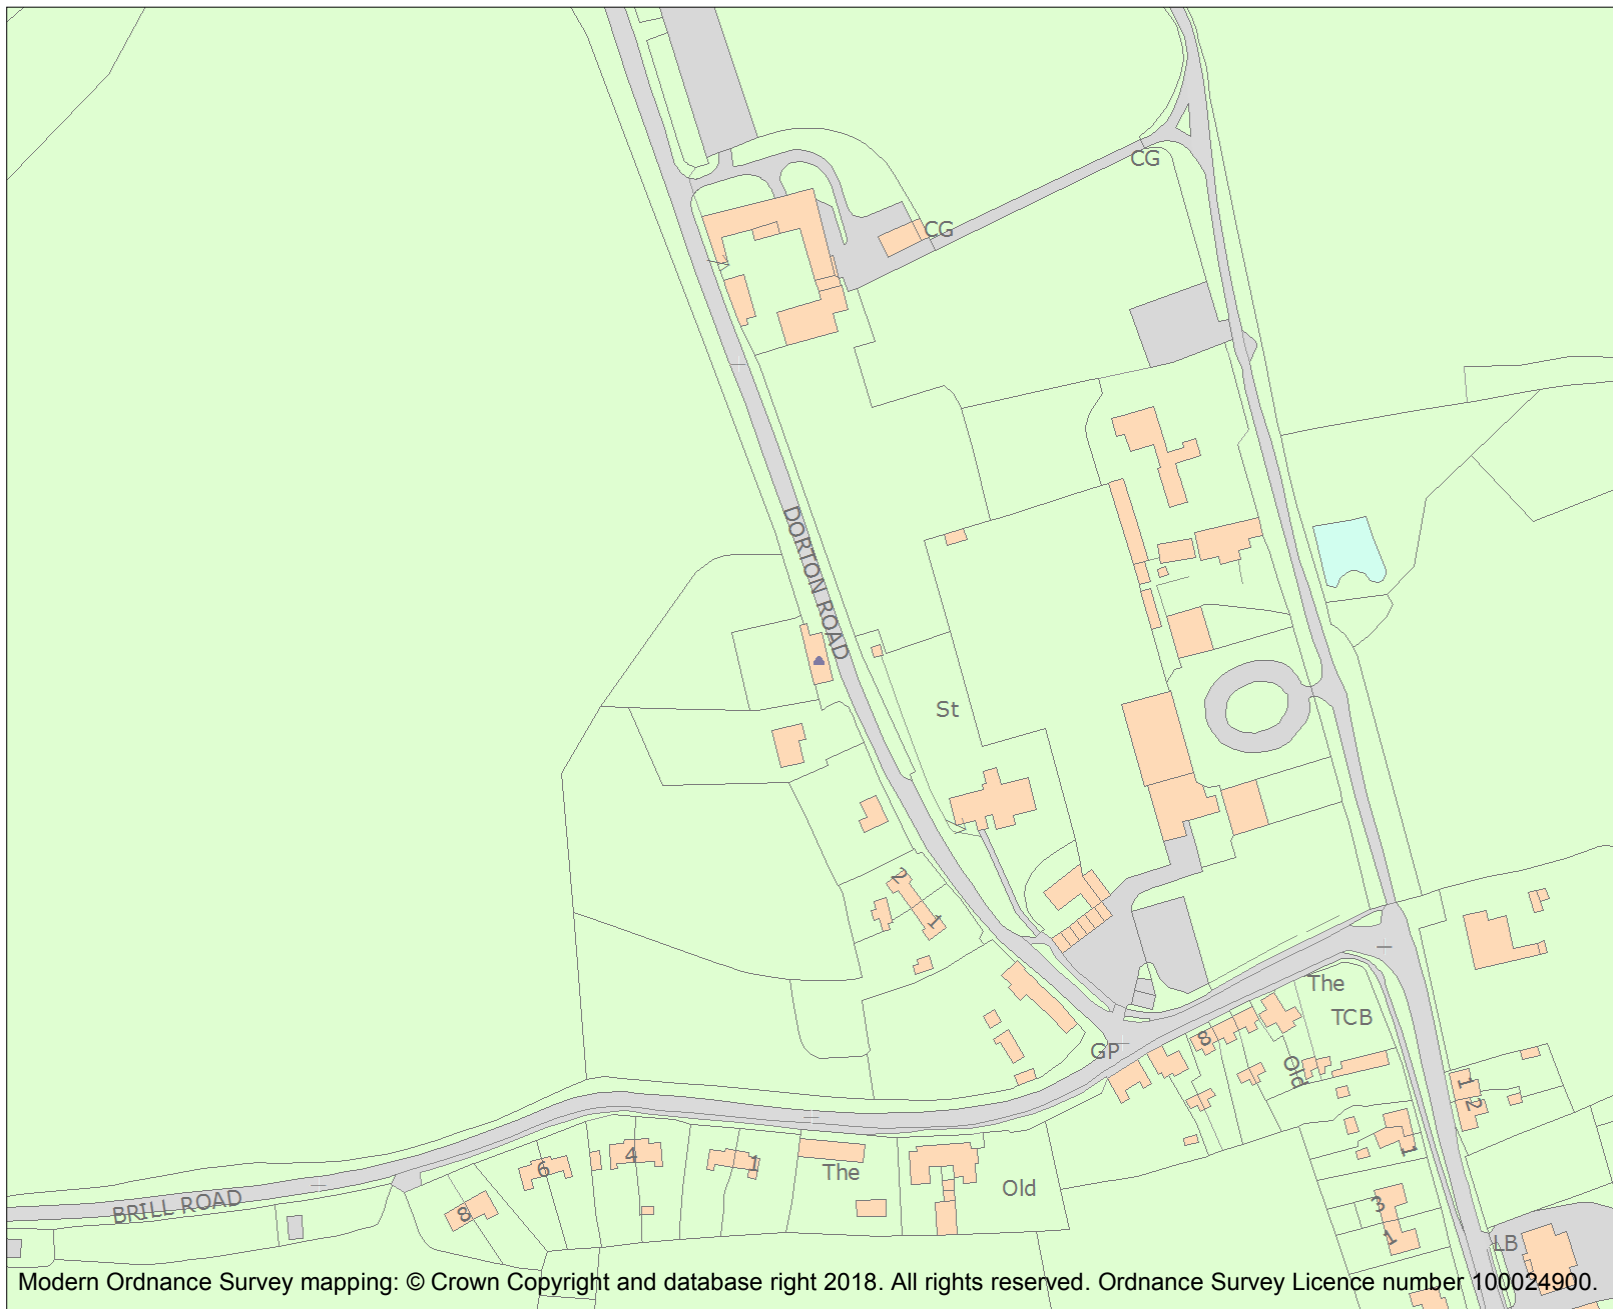 CG
CG
DORTON ROAD
St
2
1
The
TCB
GP
8
Old
1
2
1
6
4
1
The
Old
3
1
8
BRILL ROAD
LB
Modern Ordnance Survey mapping: © Crown Copyright and database right 2018. All rights reserved. Ordnance Survey Licence number 100024900.